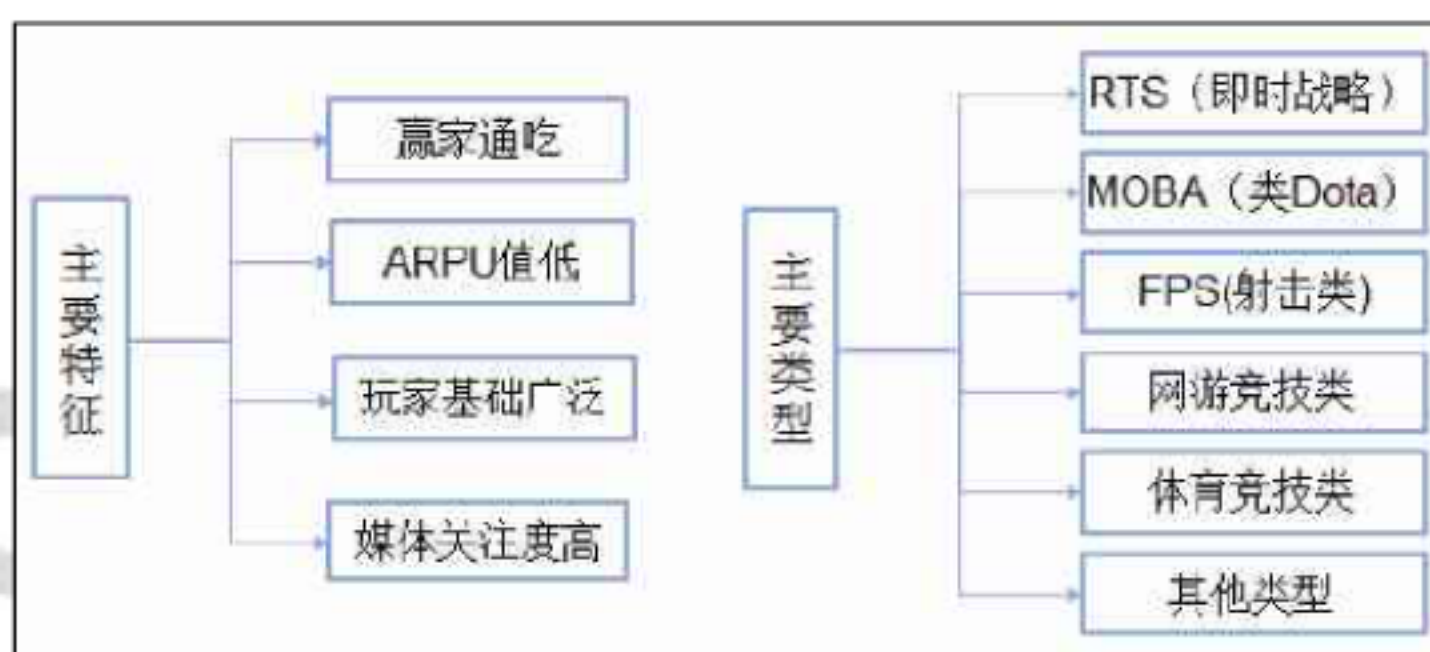 主要特征
赢家通吃
ARPU值低
玩家基础广泛
媒体关注度高
主要类型
RTS（即时战略）
MOBA（类Dota）
FPS(射击类)
网游竞技类
体育竞技类
其他类型